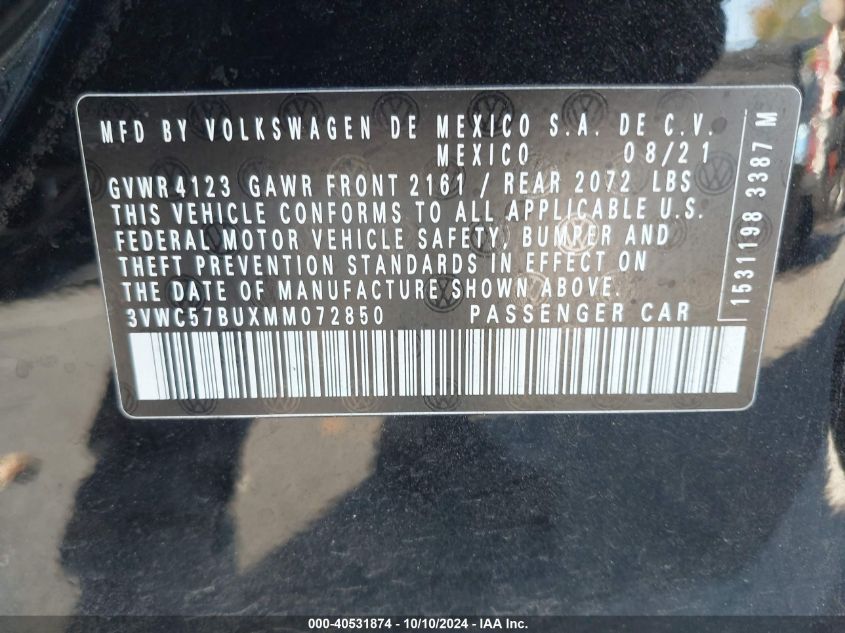 MFD BY VOLKSWAGEN DE MEXICO S.A. DE C.V.
MEXICO 08/21
GVWR 4123 GAWR FRONT 2161 / REAR 2072 LBS
THIS VEHICLE CONFORMS TO ALL APPLICABLE U.S.
FEDERAL MOTOR VEHICLE SAFETY, BUMPER AND
THEFT PREVENTION STANDARDS IN EFFECT ON
THE DATE OF MANUFACTURE SHOWN ABOVE.
3VWC57BUXMM072850 PASSENGER CAR
1531198 3387 M
000-40531874 - 10/10/2024 - IAA, Inc.